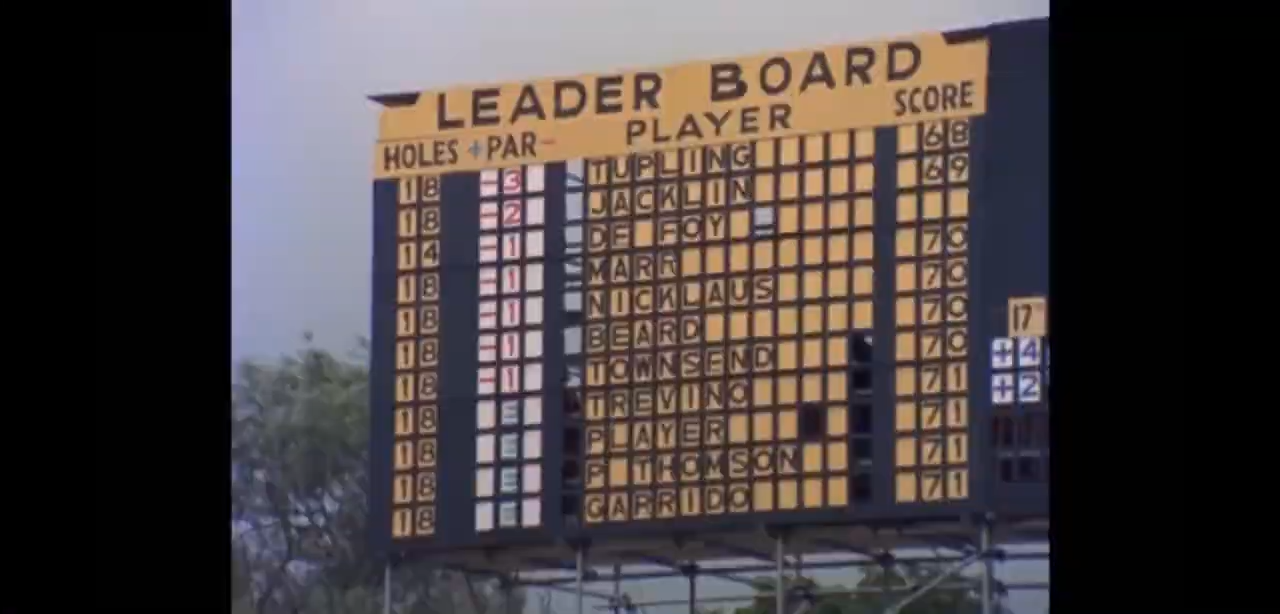 LEADER BOARD
HOLES +PAR- PLAYER SCORE
18 -3 TUPLING 68
18 -2 JACKLIN 69
14 -1 DE FOY
18 -1 MARR 70
18 -1 NICKLAUS 70
18 -1 BEARD 70
18 -1 TOWNSEND 70
18 E TREVINO 71
18 E PLAYER 71
18 E P THOMSON 71
18 E GARRIDO 71
17
+4
+2